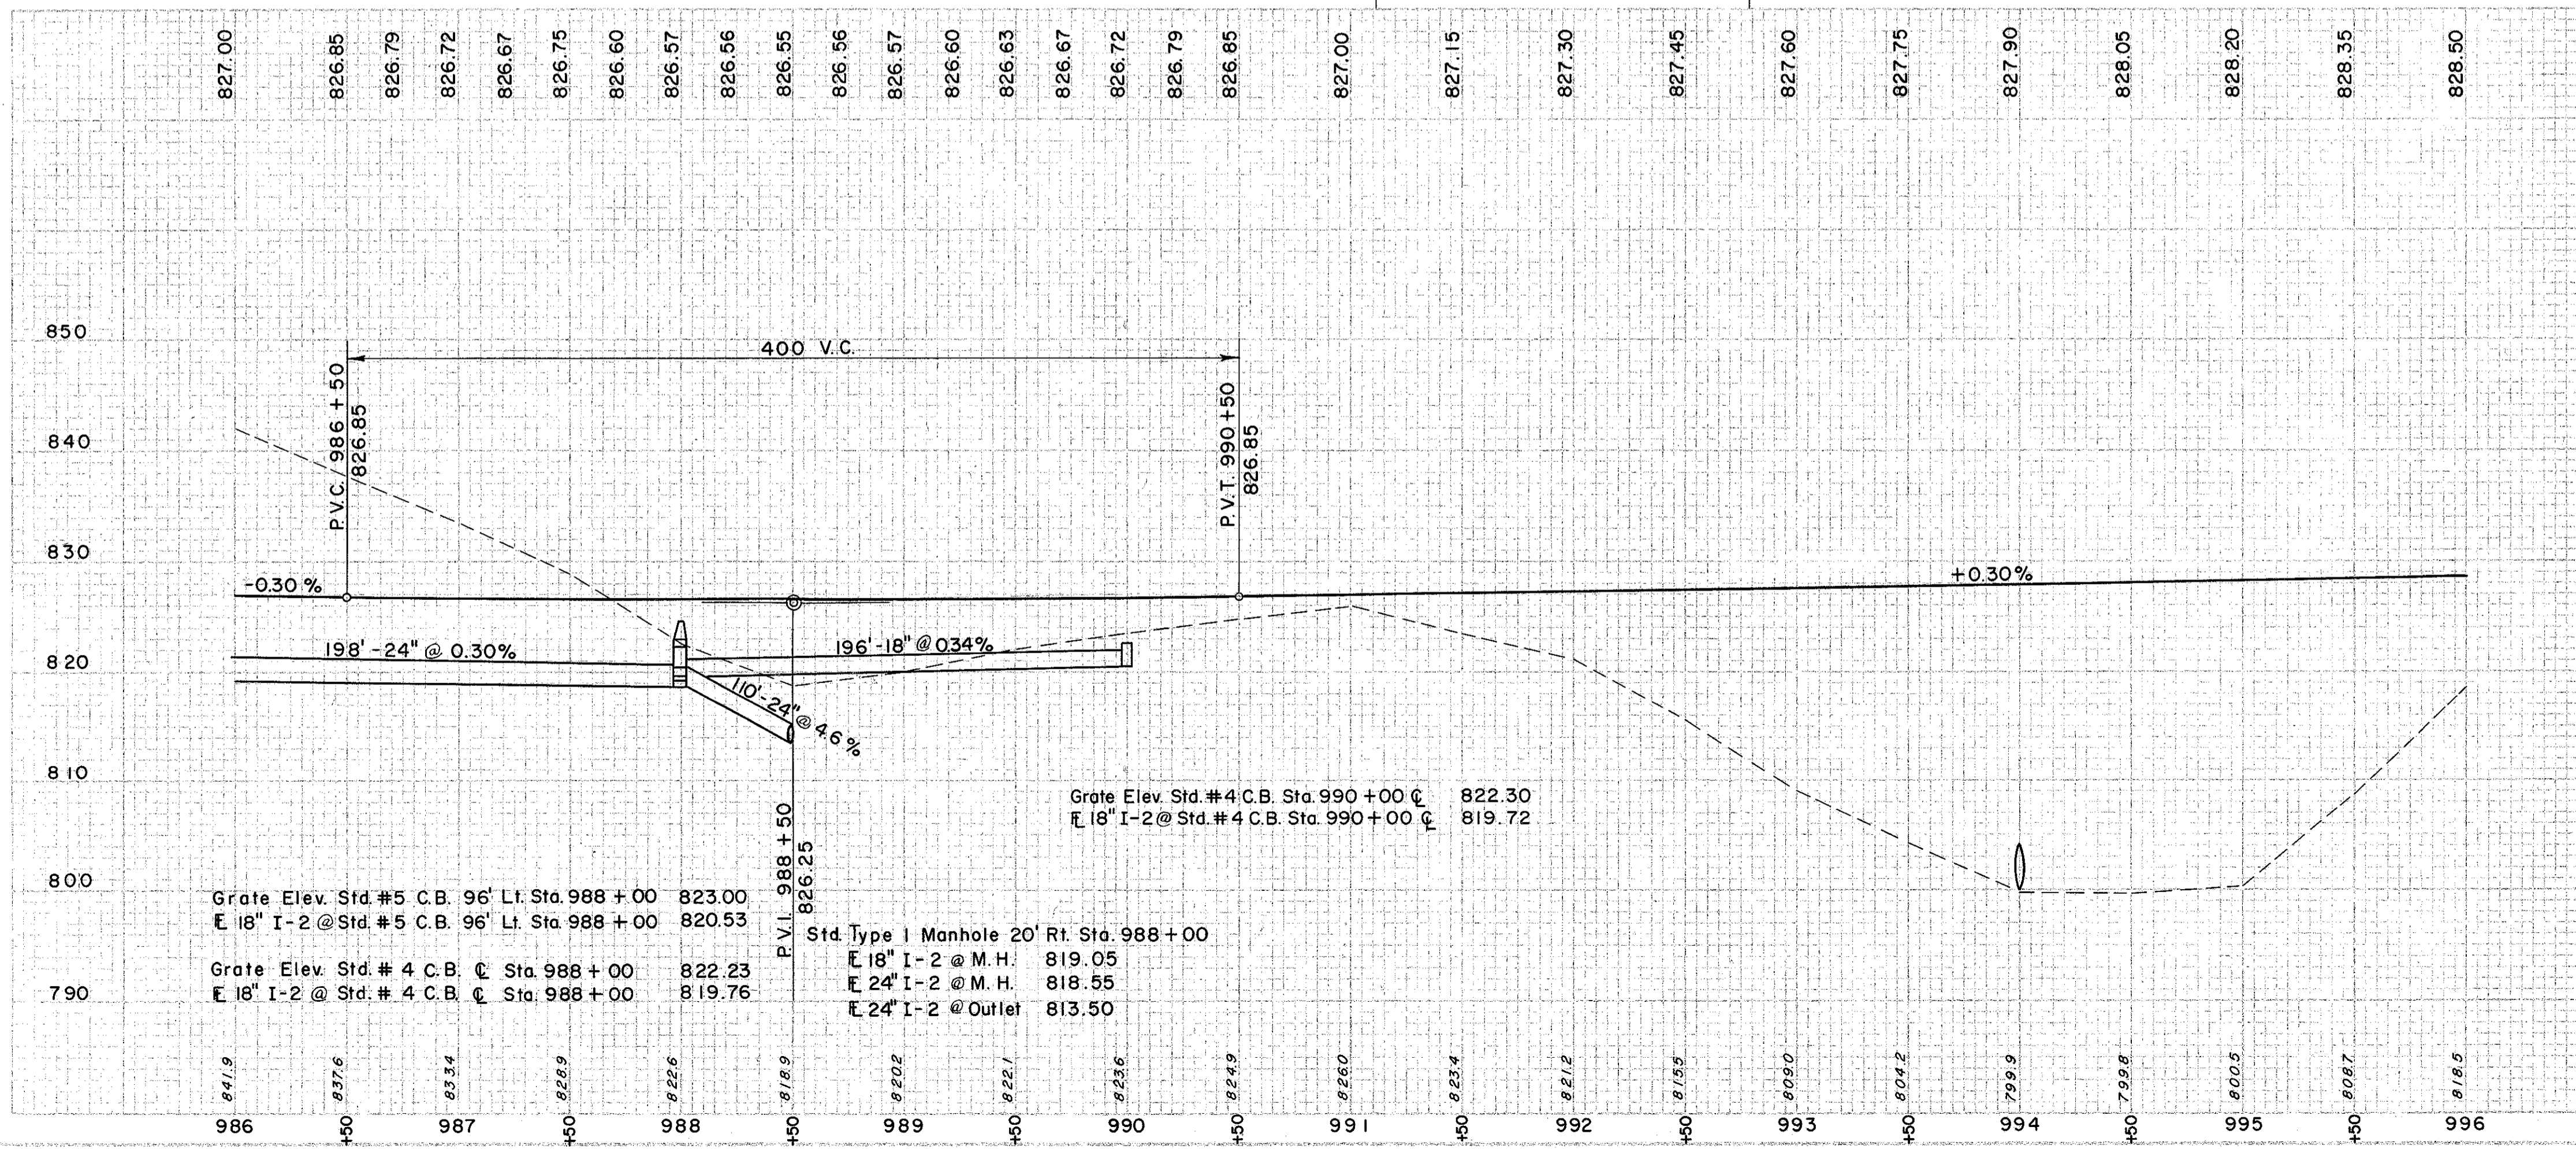 827.00 826.85 826.79 826.72 826.67 826.75 826.60 826.57 826.56 826.55 826.56 826.57 826.60 826.63 826.67 826.72 826.79 826.85 827.00 827.15 827.30 827.45 827.60 827.75 827.90 828.05 828.20 828.35 828.50
850
400 V.C.
P.V.C. 986 + 50
826.85
P.V.T. 990+50
826.85
840
830
-0.30 %
+0.30%
820
198' -24" @ 0.30%
196'-18" @ 0.34%
110'-24" @ 4.6 %
810
Grate Elev. Std. #4 C.B. Sta. 990 +00 ℄ 822.30
FL 18" I-2 @ Std. #4 C.B. Sta. 990 +00 ℄ 819.72
P.V.I. 988 + 50
826.25
800
Grate Elev. Std. #5 C.B. 96' Lt. Sta. 988 + 00 823.00
FL 18" I-2 @ Std. #5 C.B. 96' Lt. Sta. 988 + 00 820.53
Std. Type I Manhole 20' Rt. Sta. 988 + 00
FL 18" I-2 @ M.H. 819.05
FL 24" I-2 @ M.H. 818.55
FL 24" I-2 @ Outlet 813.50
Grate Elev. Std. # 4 C.B. ℄ Sta. 988 + 00 822.23
FL 18" I-2 @ Std. # 4 C.B. ℄ Sta. 988 + 00 819.76
790
841.9 837.6 833.4 828.9 822.6 818.9 820.2 822.1 823.6 824.9 826.0 823.4 821.2 815.5 809.0 804.2 799.9 799.8 800.5 808.7 818.5
986 +50 987 +50 988 +50 989 +50 990 +50 991 +50 992 +50 993 +50 994 +50 995 +50 996